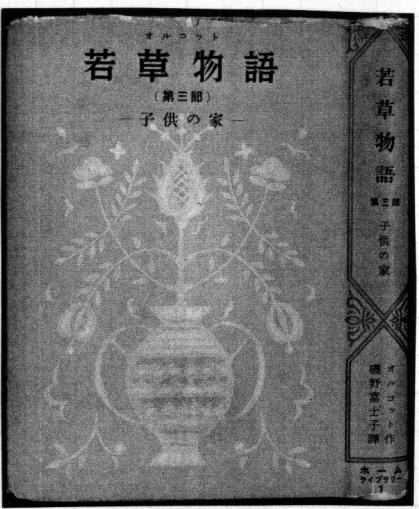 オルコット
若草物語
(第三部)
─子供の家─
若草物語
第三部
子供の家
オルコット作
磯野富士子譯
ホーム
ライブラリー
1